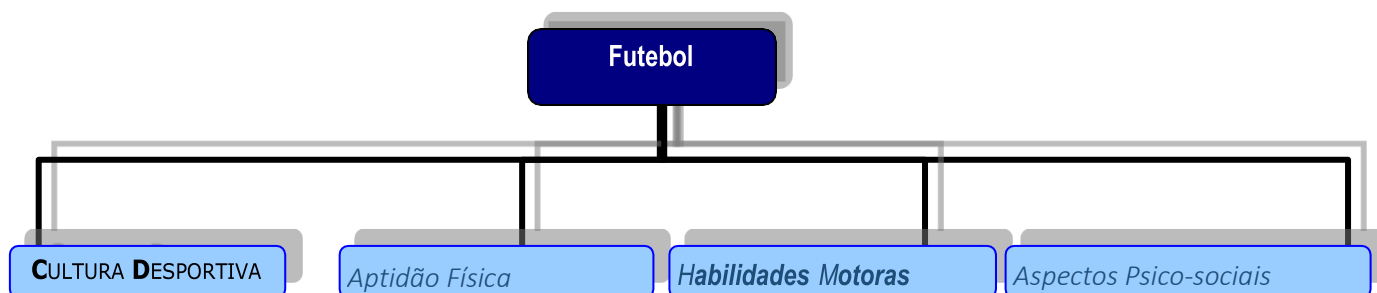 Futebol
CULTURA DESPORTIVA
Aptidão Física
Habilidades Motoras
Aspectos Psico-sociais